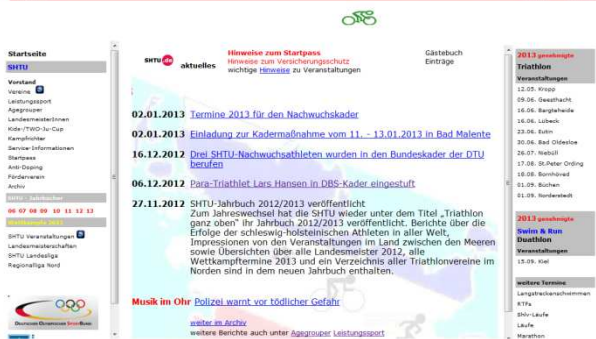 Startseite
SHTU
Vorstand
Vereine
Leistungssport
Agegrouper
LandesmeisterInnen
Kids-/TWO-Ju-Cup
Kampfrichter
Service-Informationen
Startpass
Anti-Doping
Förderverein
Archiv
SHTU - Jahrbücher
06 07 08 09 10 11 12 13
Wettkämpfe 2013
SHTU Veranstaltungen
Landesmeisterschaften
SHTU Landesliga
Regionalliga Nord
Deutscher Olympischer Sport-Bund
SHTU.de aktuelles
Hinweise zum Startpass
Hinweise zum Versicherungsschutz
wichtige Hinweise zu Veranstaltungen
Gästebuch
Einträge
02.01.2013 Termine 2013 für den Nachwuchskader
02.01.2013 Einladung zur Kadermaßnahme vom 11. - 13.01.2013 in Bad Malente
16.12.2012 Drei SHTU-Nachwuchsathleten wurden in den Bundeskader der DTU
berufen
06.12.2012 Para-Triathlet Lars Hansen in DBS-Kader eingestuft
27.11.2012 SHTU-Jahrbuch 2012/2013 veröffentlicht
Zum Jahreswechsel hat die SHTU wieder unter dem Titel „Triathlon
ganz oben" ihr Jahrbuch 2012/2013 veröffentlicht. Berichte über die
Erfolge der schleswig-holsteinischen Athleten in aller Welt,
Impressionen von den Veranstaltungen im Land zwischen den Meeren
sowie Übersichten über alle Landesmeister 2012, alle
Wettkampftermine 2013 und ein Verzeichnis aller Triathlonvereine im
Norden sind in dem neuen Jahrbuch enthalten.
Musik im Ohr Polizei warnt vor tödlicher Gefahr
weiter im Archiv
weitere Berichte auch unter Agegrouper Leistungssport
2013 genehmigte
Triathlon
Veranstaltungen
12.05. Kropp
09.06. Geesthacht
16.06. Bargteheide
16.06. Lübeck
23.06. Eutin
30.06. Bad Oldesloe
26.07. Niebüll
17.08. St.Peter Ording
18.08. Bornhöved
01.09. Büchen
01.09. Norderstedt
2013 genehmigte
Swim & Run
Duathlon
Veranstaltungen
15.09. Kiel
weitere Termine
Langstreckenschwimmen
RTFs
Shlv-Läufe
Läufe
Marathon